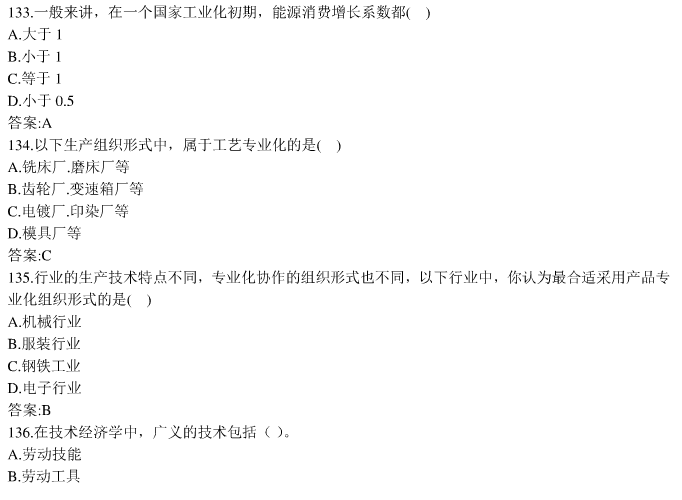 133.一般来讲，在一个国家工业化初期，能源消费增长系数都(　)
A.大于 1
B.小于 1
C.等于 1
D.小于 0.5
答案:A
134.以下生产组织形式中，属于工艺专业化的是(　)
A.铣床厂.磨床厂等
B.齿轮厂.变速箱厂等
C.电镀厂.印染厂等
D.模具厂等
答案:C
135.行业的生产技术特点不同，专业化协作的组织形式也不同，以下行业中，你认为最合适采用产品专
业化组织形式的是(　)
A.机械行业
B.服装行业
C.钢铁工业
D.电子行业
答案:B
136.在技术经济学中，广义的技术包括（ ）。
A.劳动技能
B.劳动工具